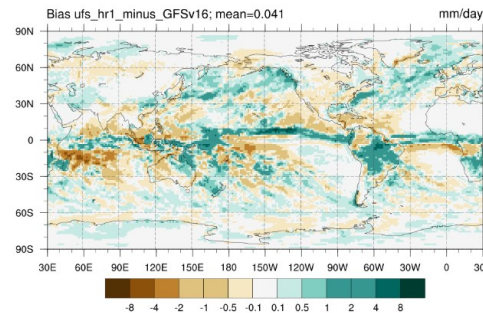 Bias ufs_hr1_minus_GFSv16; mean=0.041 mm/day
90N
60N
30N
0
30S
60S
90S
30E 60E 90E 120E 150E 180 150W 120W 90W 60W 30W 0 30
-8 -4 -2 -1 -0.5 -0.1 0.1 0.5 1 2 4 8